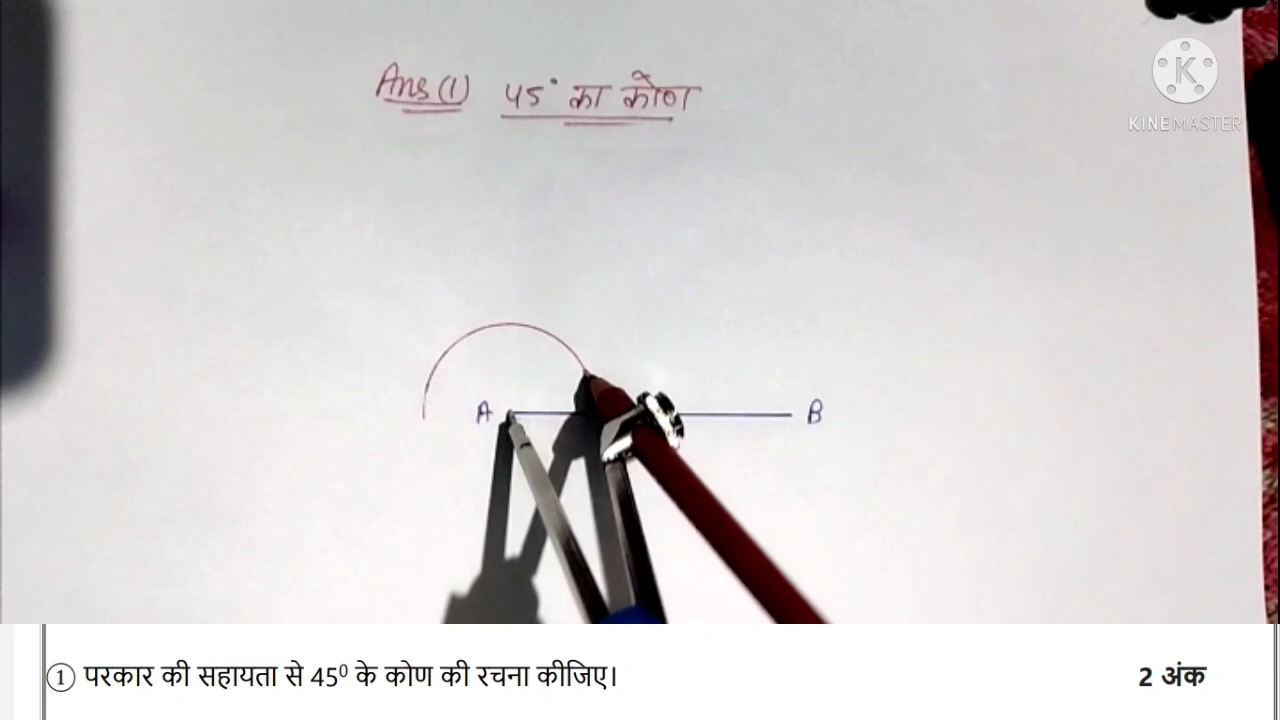 Ans (1) 45° का कोण
K
KINEMASTER
A B
① परकार की सहायता से 45⁰ के कोण की रचना कीजिए। 2 अंक